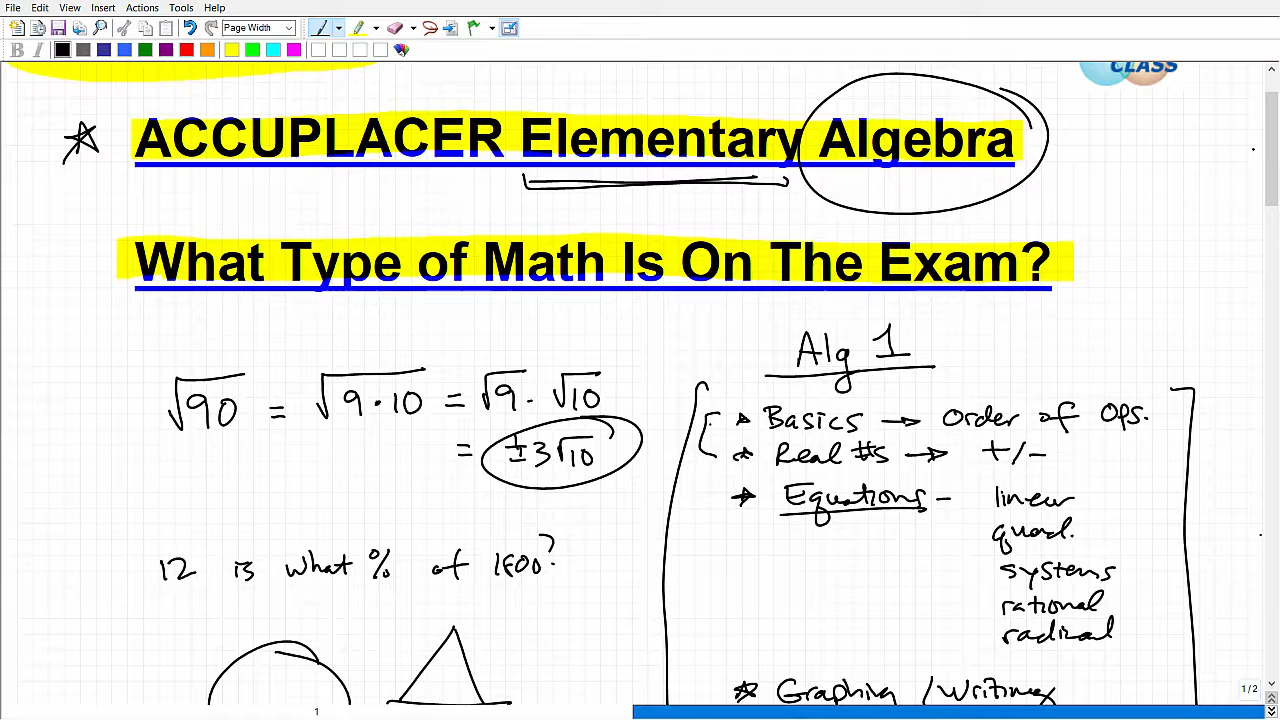 File Edit View Insert Actions Tools Help
Page Width
B I
CLASS
ACCUPLACER Elementary Algebra
What Type of Math Is On The Exam?
√90 = √9·10 = √9 · √10
= ±3√10
12 is what % of 1800?
Alg 1
* Basics → Order of Ops.
* Real #s → +/-
* Equations - linear
quad.
systems
rational
radical
* Graphing / Writing
1
1/2